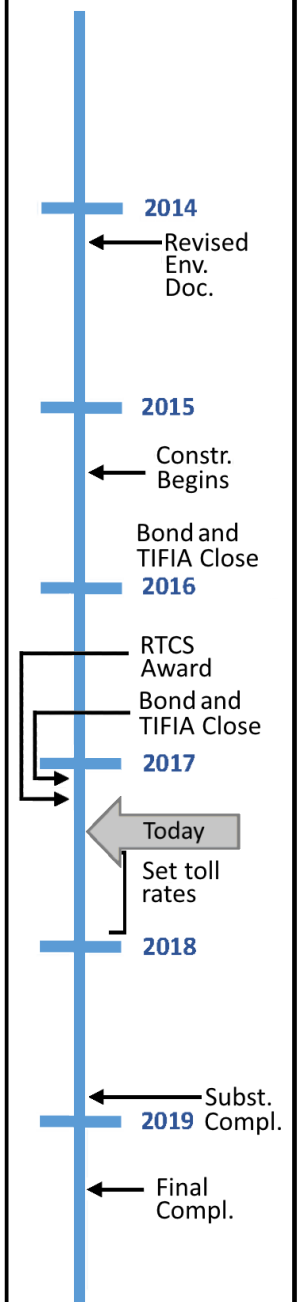 2014
Revised
Env.
Doc.
2015
Constr.
Begins
Bond and
TIFIA Close
2016
RTCS
Award
Bond and
TIFIA Close
2017
Today
Set toll
rates
2018
Subst.
2019 Compl.
Final
Compl.